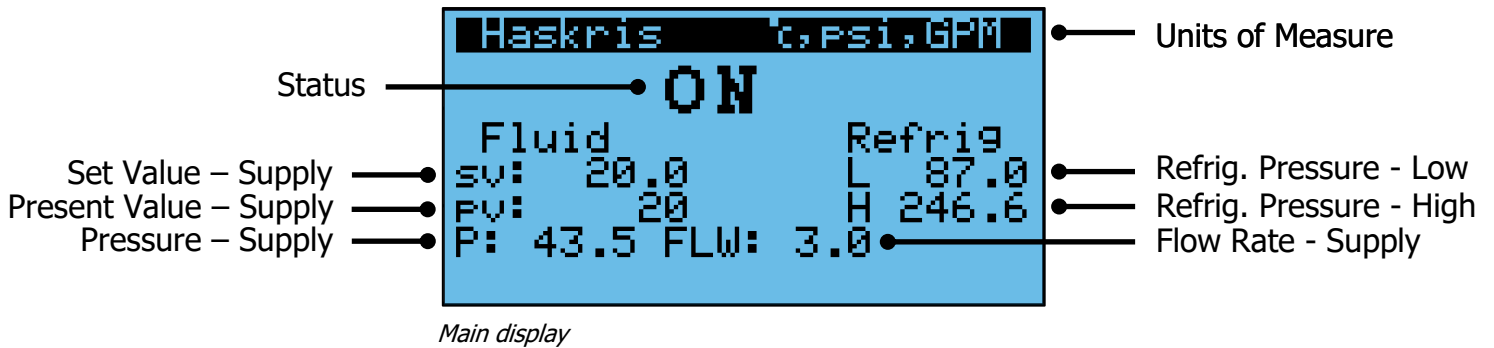 Haskris °c,psi,GPM
Units of Measure
Status
ON
Fluid Refrig
Set Value – Supply
sv: 20.0 L 87.0
Refrig. Pressure - Low
Present Value – Supply
pv: 20 H 246.6
Refrig. Pressure - High
Pressure – Supply
P: 43.5 FLW: 3.0
Flow Rate - Supply
Main display